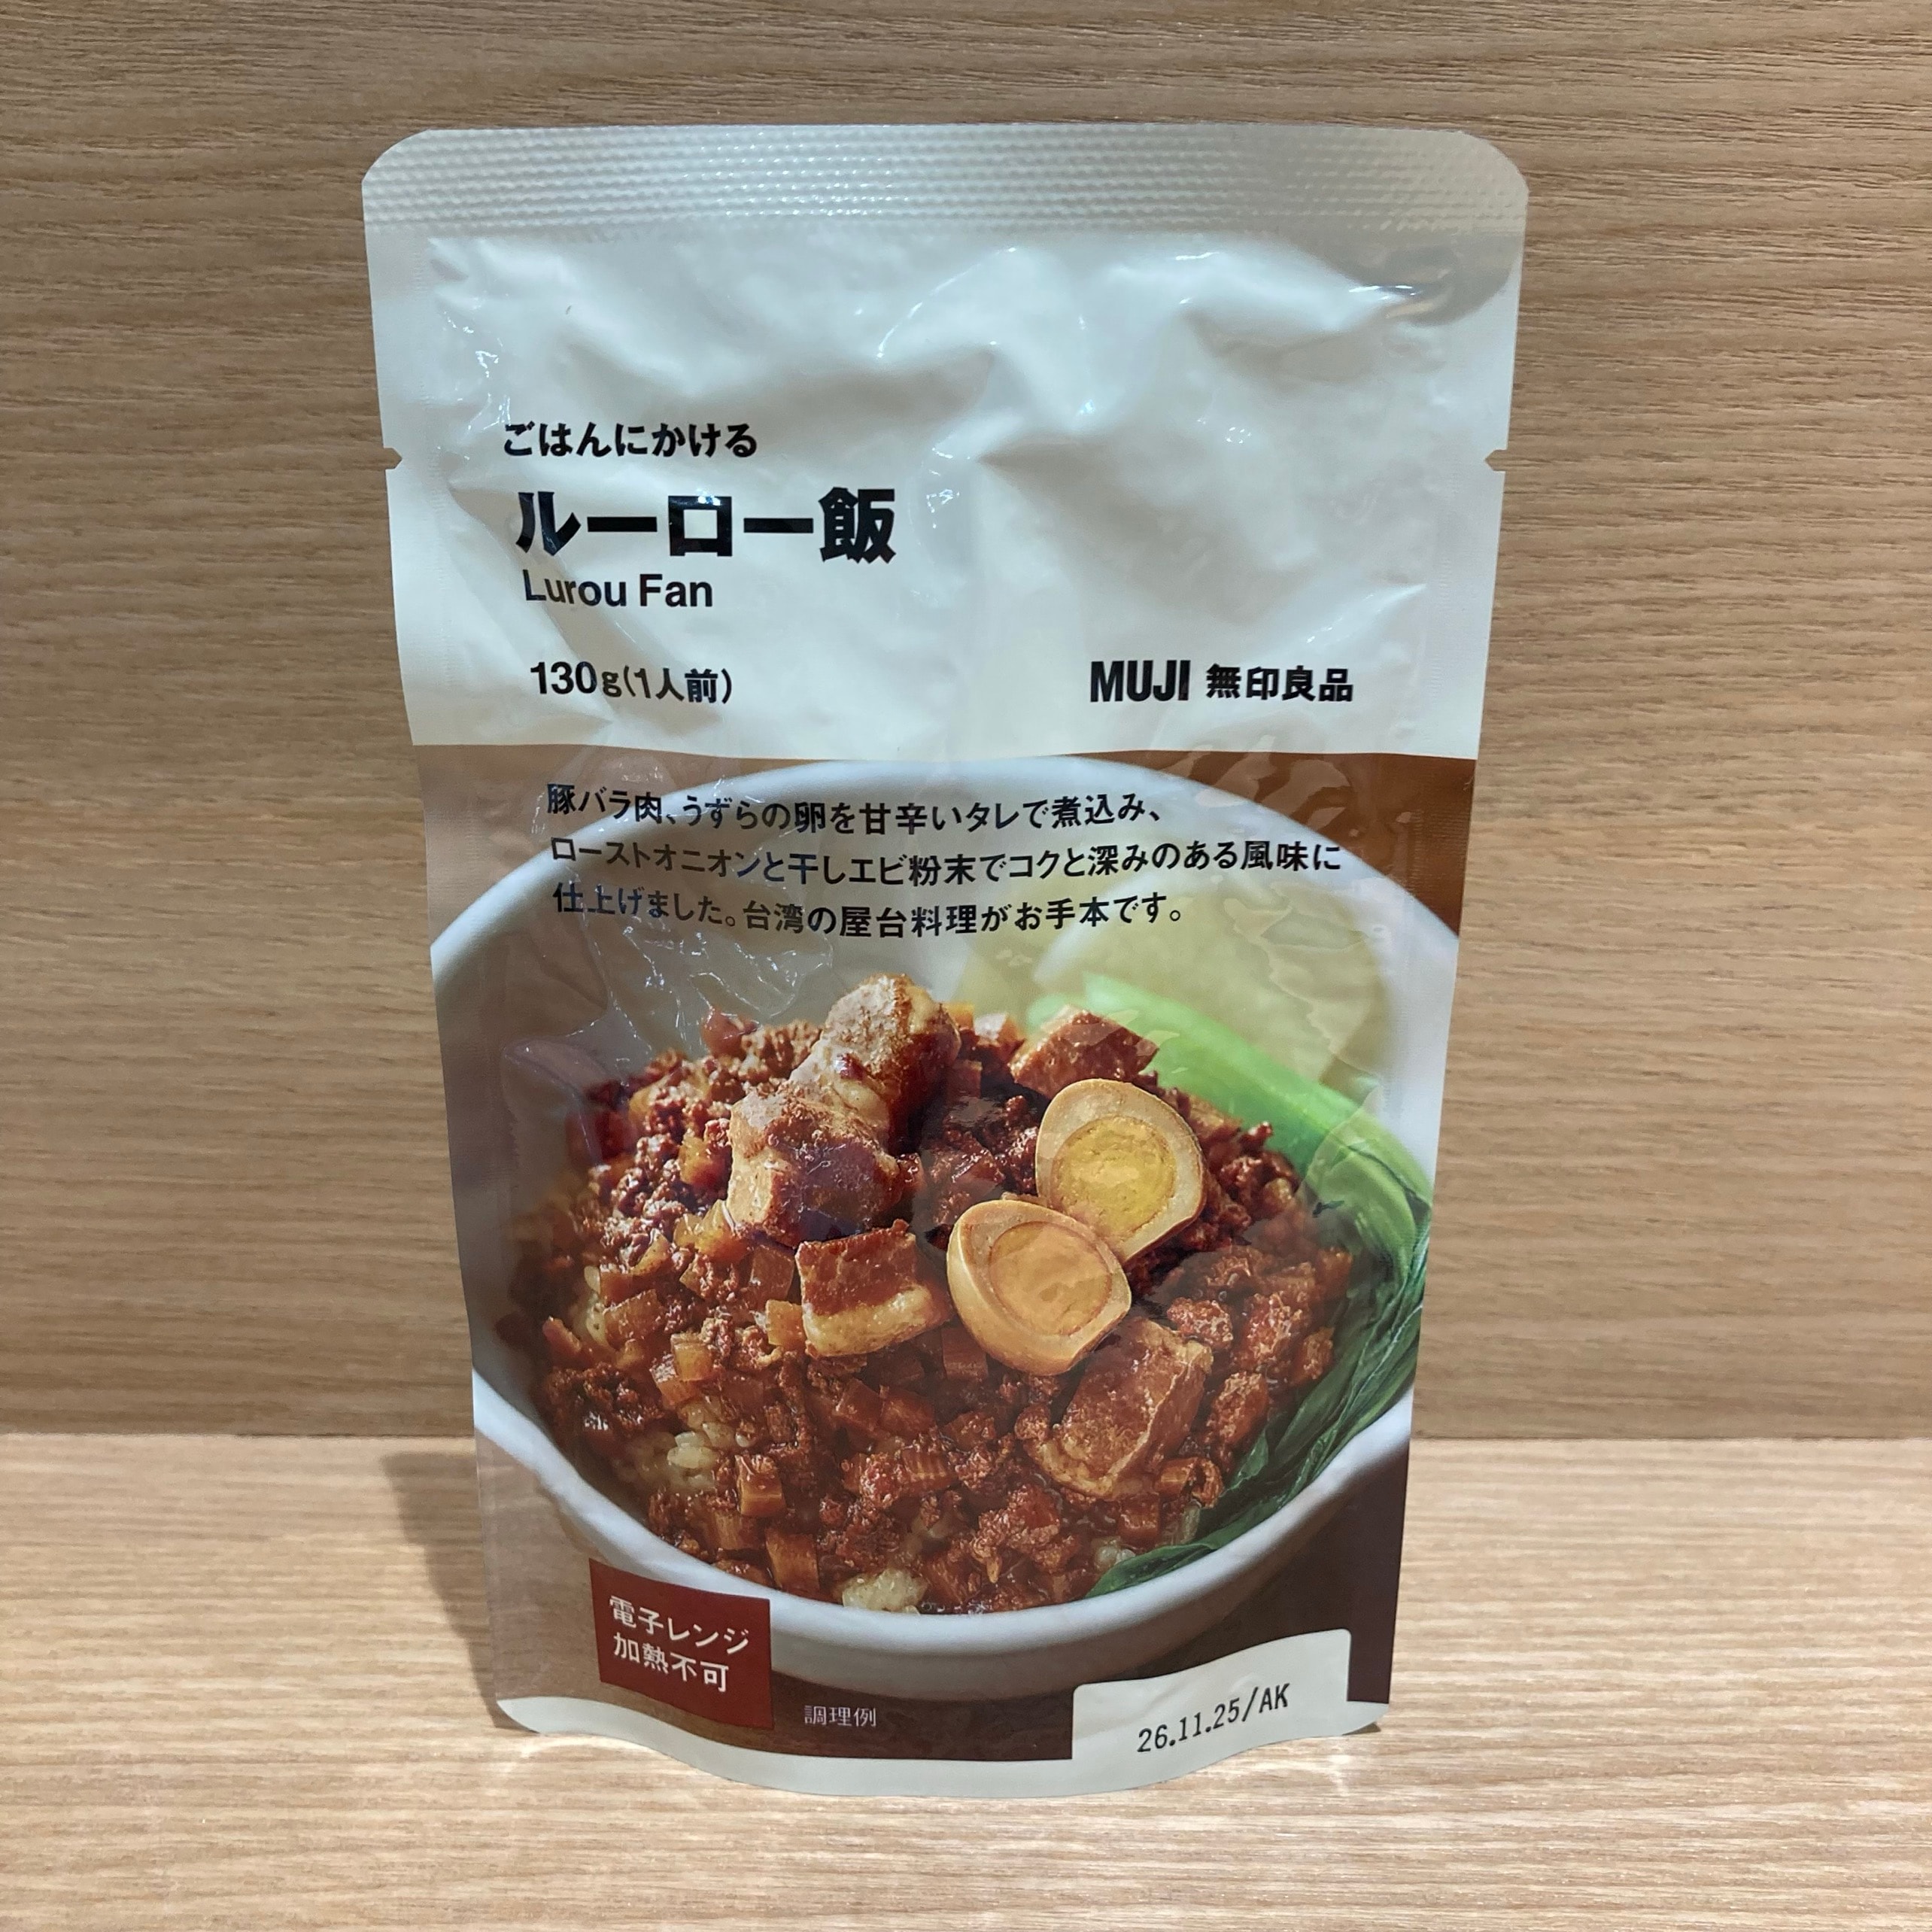 ごはんにかける
ルーロー飯
Lurou Fan
130g(1人前)
MUJI 無印良品
豚バラ肉、うずらの卵を甘辛いタレで煮込み、
ローストオニオンと干しエビ粉末でコクと深みのある風味に
仕上げました。台湾の屋台料理がお手本です。
電子レンジ
加熱不可
調理例
26.11.25/AK